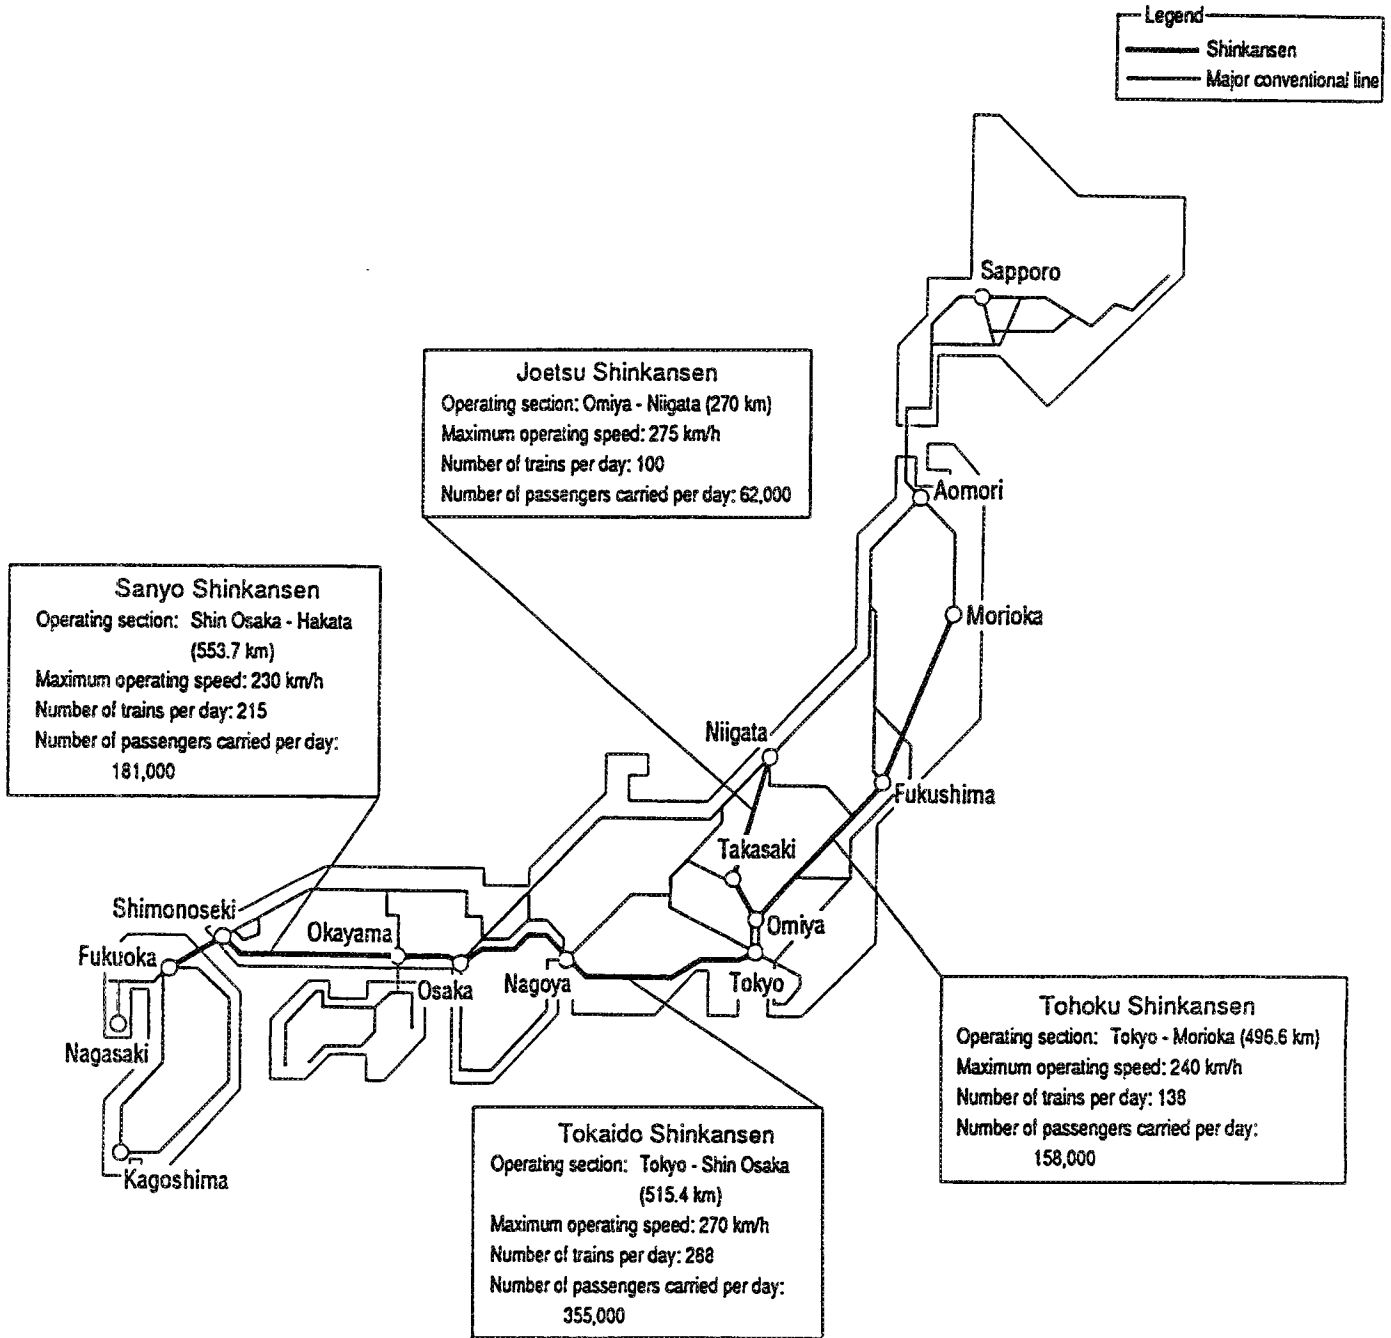 Legend
Shinkansen
Major conventional line
Sapporo
Joetsu Shinkansen
Operating section: Omiya - Niigata (270 km)
Maximum operating speed: 275 km/h
Number of trains per day: 100
Number of passengers carried per day: 62,000
Aomori
Sanyo Shinkansen
Operating section: Shin Osaka - Hakata
(553.7 km)
Maximum operating speed: 230 km/h
Number of trains per day: 215
Number of passengers carried per day:
181,000
Morioka
Niigata
Fukushima
Takasaki
Shimonoseki
Okayama
Omiya
Fukuoka
Osaka
Nagoya
Tokyo
Nagasaki
Kagoshima
Tohoku Shinkansen
Operating section: Tokyo - Morioka (496.6 km)
Maximum operating speed: 240 km/h
Number of trains per day: 138
Number of passengers carried per day:
158,000
Tokaido Shinkansen
Operating section: Tokyo - Shin Osaka
(515.4 km)
Maximum operating speed: 270 km/h
Number of trains per day: 288
Number of passengers carried per day:
355,000